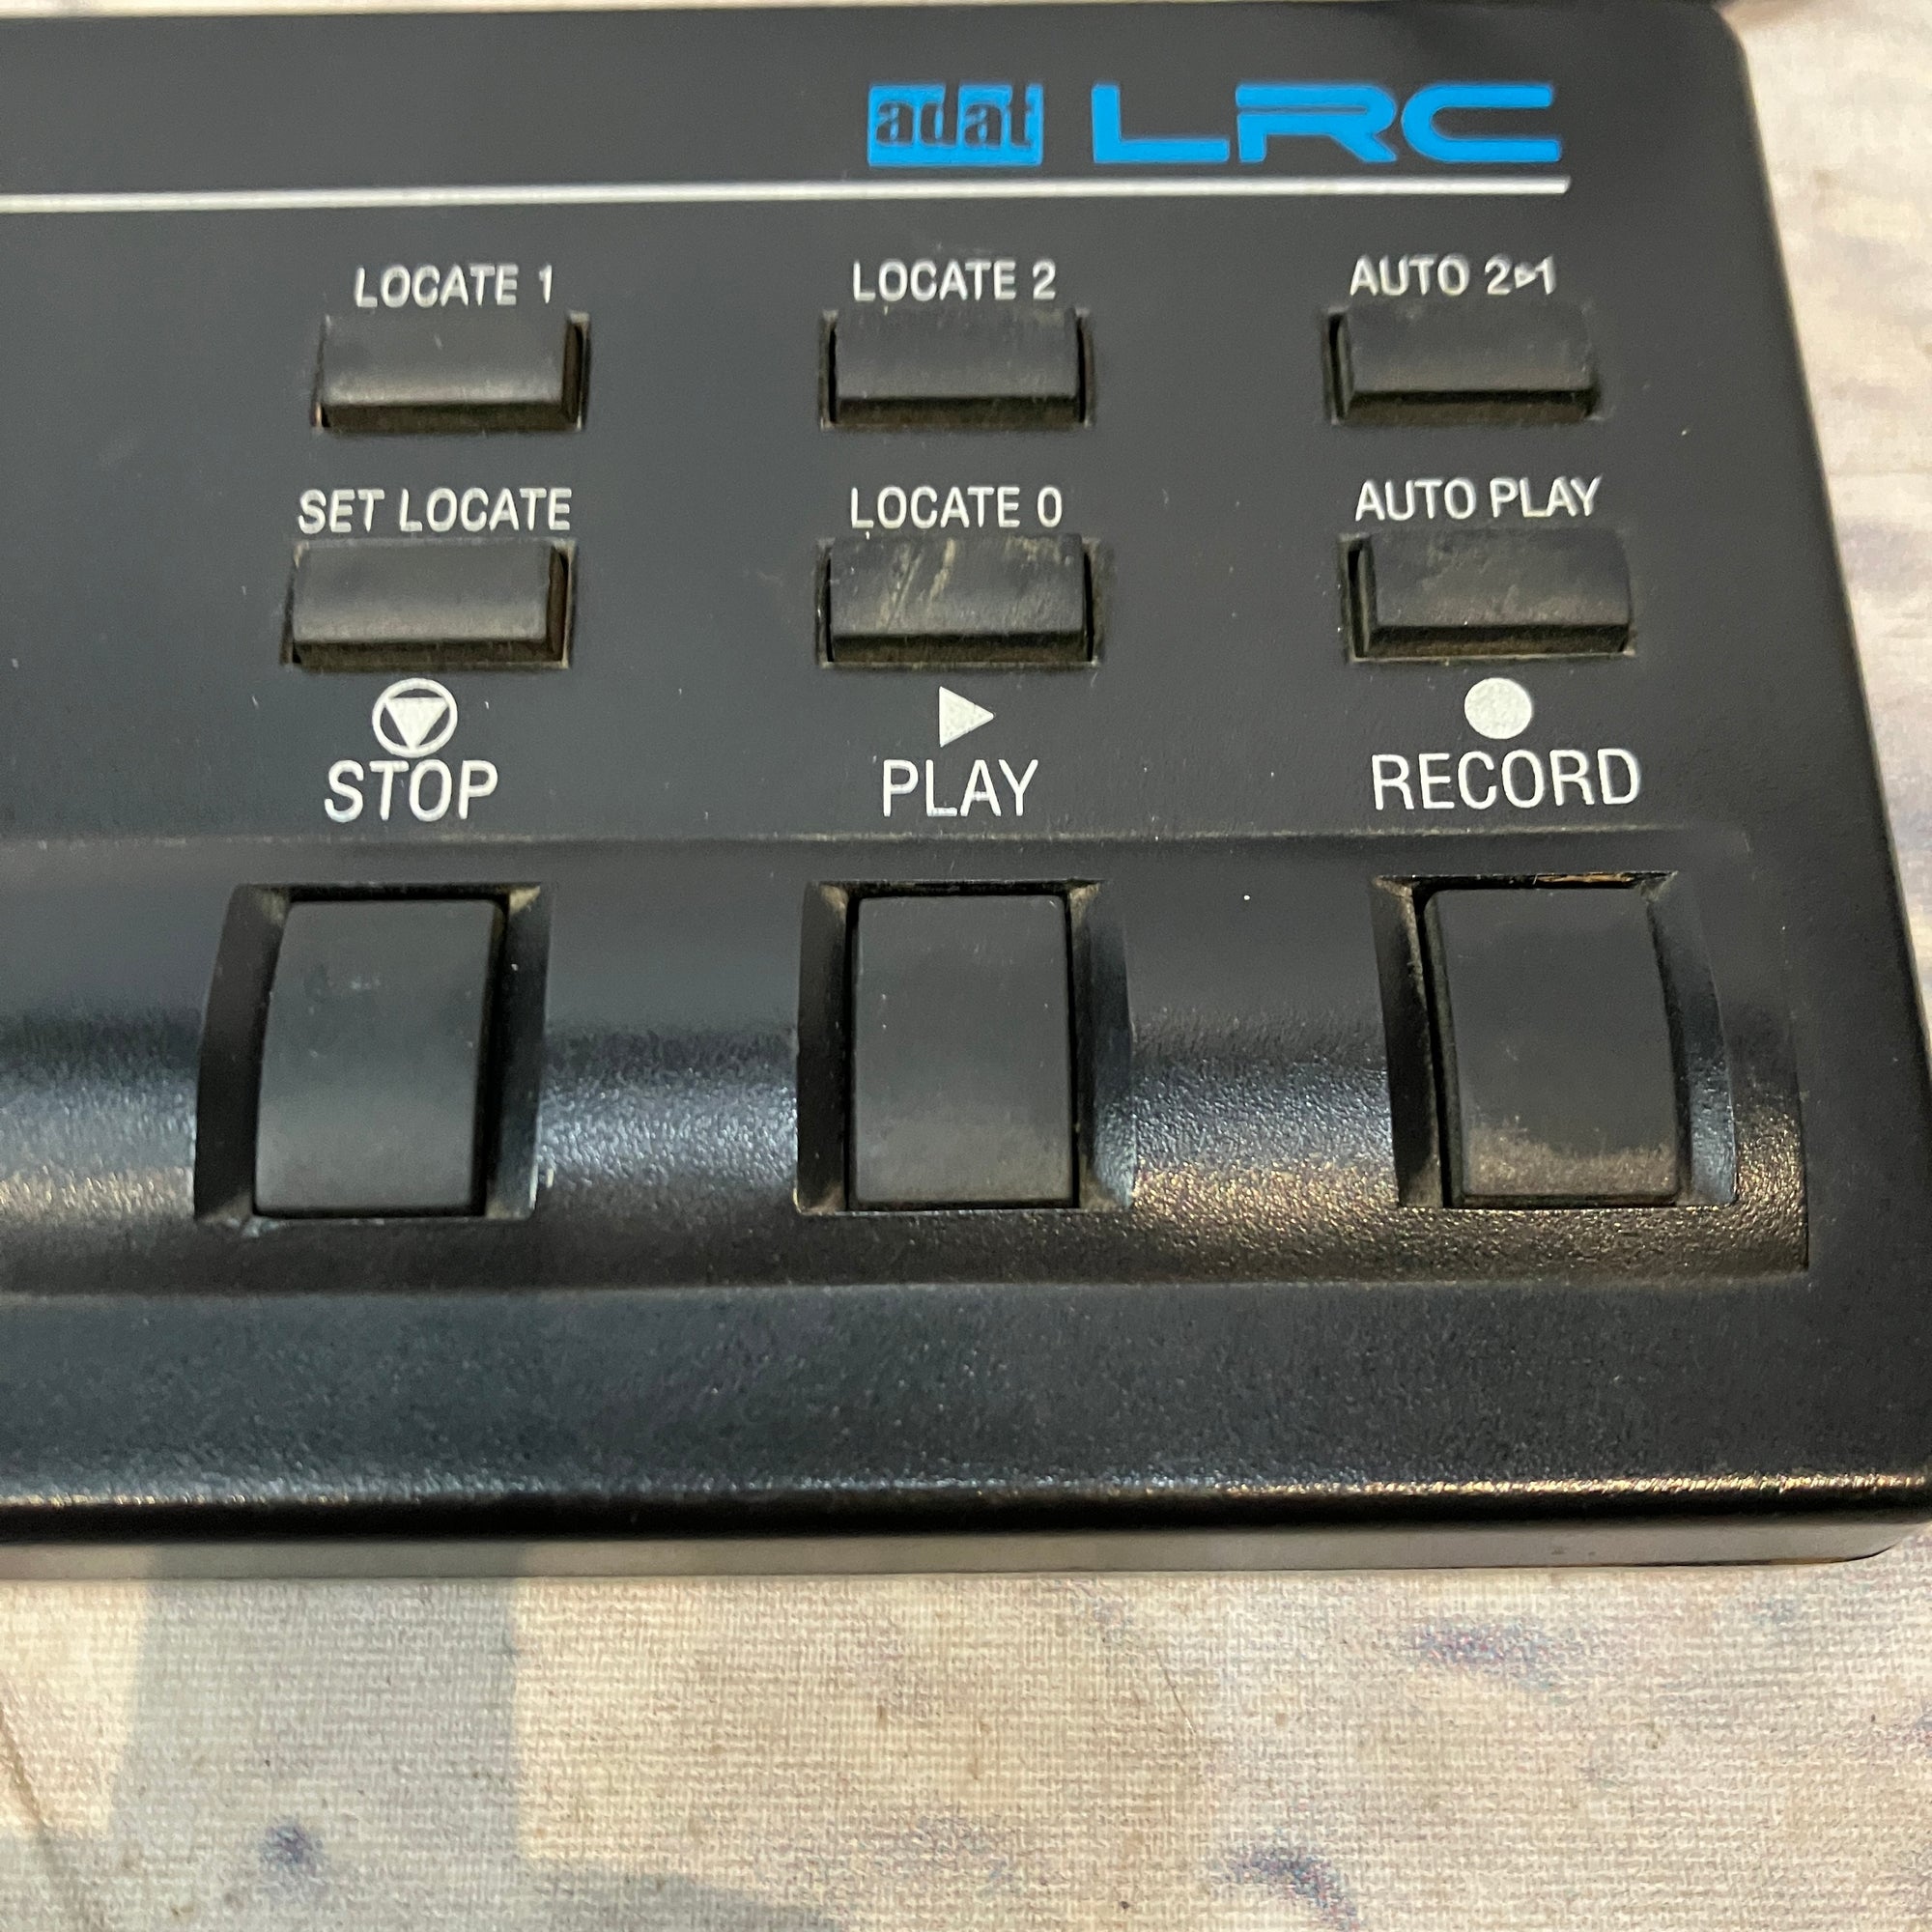 adat LRC
LOCATE 1 LOCATE 2 AUTO 2▸1
SET LOCATE LOCATE 0 AUTO PLAY
STOP PLAY RECORD